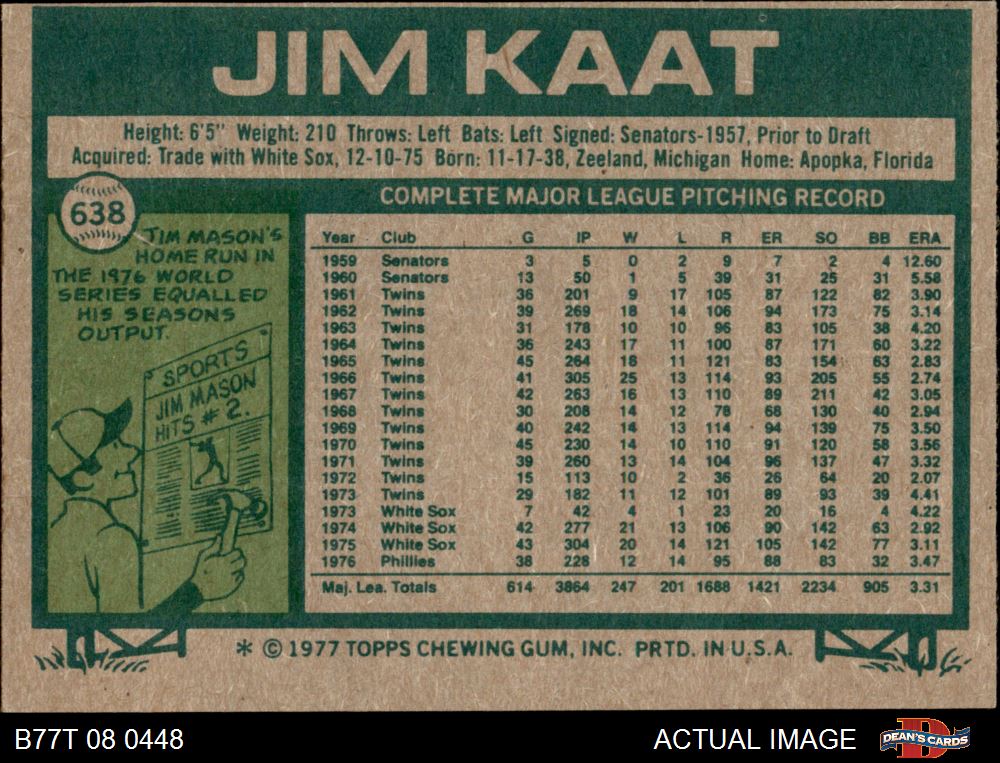 JIM KAAT
Height: 6'5" Weight: 210 Throws: Left Bats: Left Signed: Senators-1957, Prior to Draft
Acquired: Trade with White Sox, 12-10-75 Born: 11-17-38, Zeeland, Michigan Home: Apopka, Florida
638
COMPLETE MAJOR LEAGUE PITCHING RECORD
JIM MASON'S
HOME RUN IN
THE 1976 WORLD
SERIES EQUALLED
HIS SEASONS
OUTPUT.
SPORTS
JIM MASON
HITS #2.
Year Club G IP W L R ER SO BB ERA
1959 Senators 3 5 0 2 9 7 2 4 12.60
1960 Senators 13 50 1 5 39 31 25 31 5.58
1961 Twins 36 201 9 17 105 87 122 82 3.90
1962 Twins 39 269 18 14 106 94 173 75 3.14
1963 Twins 31 178 10 10 96 83 105 38 4.20
1964 Twins 36 243 17 11 100 87 171 60 3.22
1965 Twins 45 264 18 11 121 83 154 63 2.83
1966 Twins 41 305 25 13 114 93 205 55 2.74
1967 Twins 42 263 16 13 110 89 211 42 3.05
1968 Twins 30 208 14 12 78 68 130 40 2.94
1969 Twins 40 242 14 13 114 94 139 75 3.50
1970 Twins 45 230 14 10 110 91 120 58 3.56
1971 Twins 39 260 13 14 104 96 137 47 3.32
1972 Twins 15 113 10 2 36 26 64 20 2.07
1973 Twins 29 182 11 12 101 89 93 39 4.41
1973 White Sox 7 42 4 1 23 20 16 4 4.22
1974 White Sox 42 277 21 13 106 90 142 63 2.92
1975 White Sox 43 304 20 14 121 105 142 77 3.11
1976 Phillies 38 228 12 14 95 88 83 32 3.47
Maj. Lea. Totals 614 3864 247 201 1688 1421 2234 905 3.31
* © 1977 TOPPS CHEWING GUM, INC. PRTD. IN U.S.A.
B77T 08 0448
ACTUAL IMAGE
D
DEAN'S CARDS